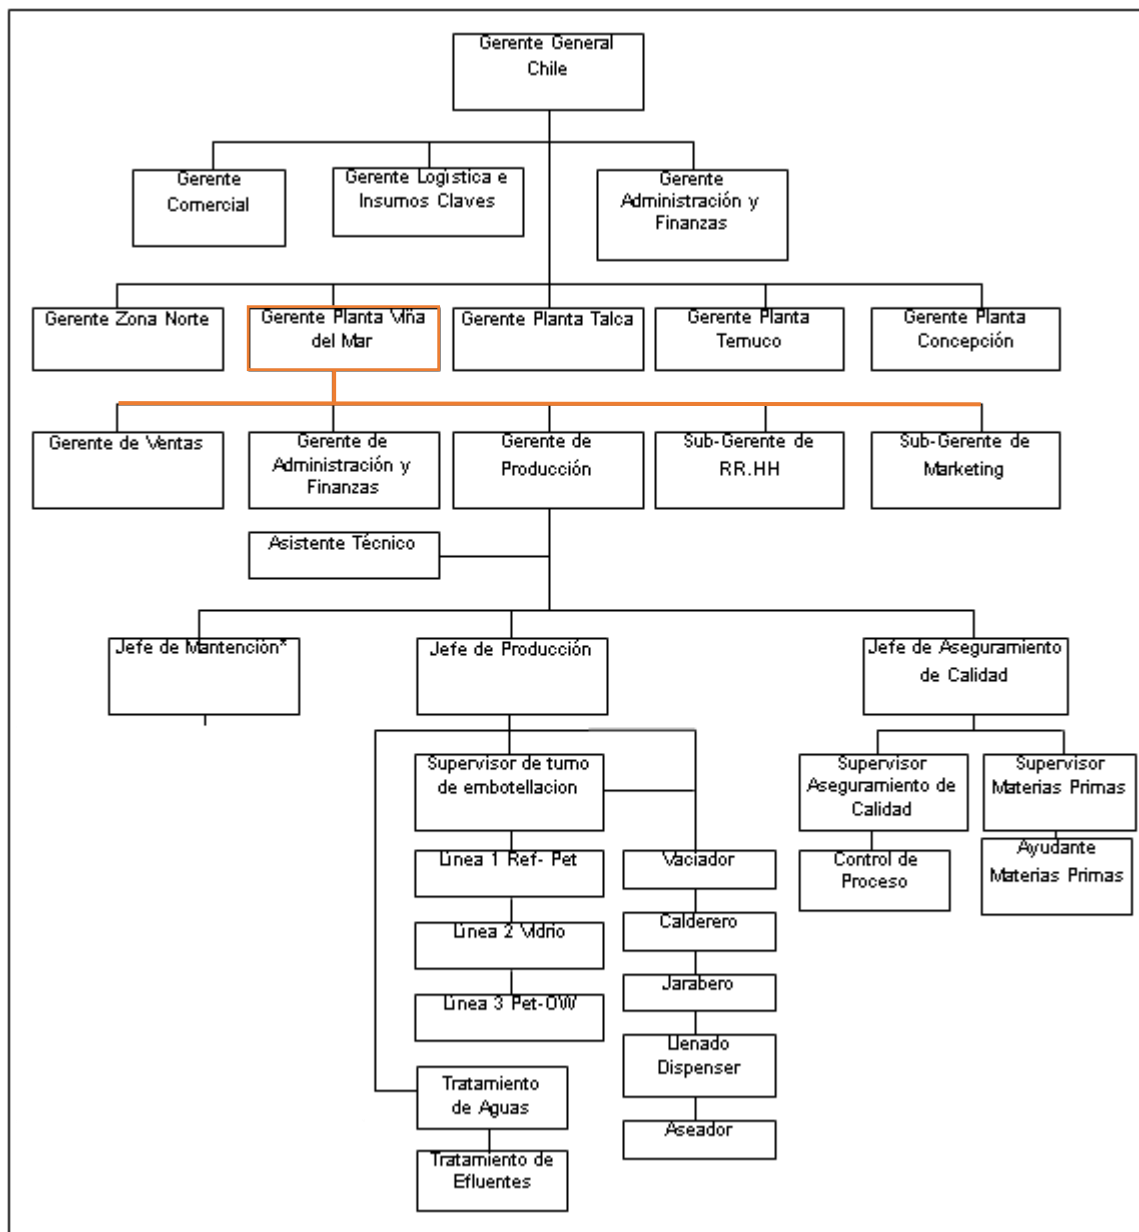 Gerente General
Chile
Gerente
Comercial
Gerente Logística e
Insumos Claves
Gerente
Administración y
Finanzas
Gerente Zona Norte
Gerente Planta Viña
del Mar
Gerente Planta Talca
Gerente Planta
Temuco
Gerente Planta
Concepción
Gerente de Ventas
Gerente de
Administración y
Finanzas
Gerente de
Producción
Sub-Gerente de
RR.HH
Sub-Gerente de
Marketing
Asistente Técnico
Jefe de Mantención*
Jefe de Producción
Jefe de Aseguramiento
de Calidad
Supervisor de turno
de embotellacion
Supervisor
Aseguramiento de
Calidad
Supervisor
Materias Primas
Línea 1 Ref- Pet
Vaciador
Control de
Proceso
Ayudante
Materias Primas
Línea 2 Vidrio
Calderero
Línea 3 Pet-OW
Jarabero
Llenado
Dispenser
Tratamiento
de Aguas
Aseador
Tratamiento de
Efluentes